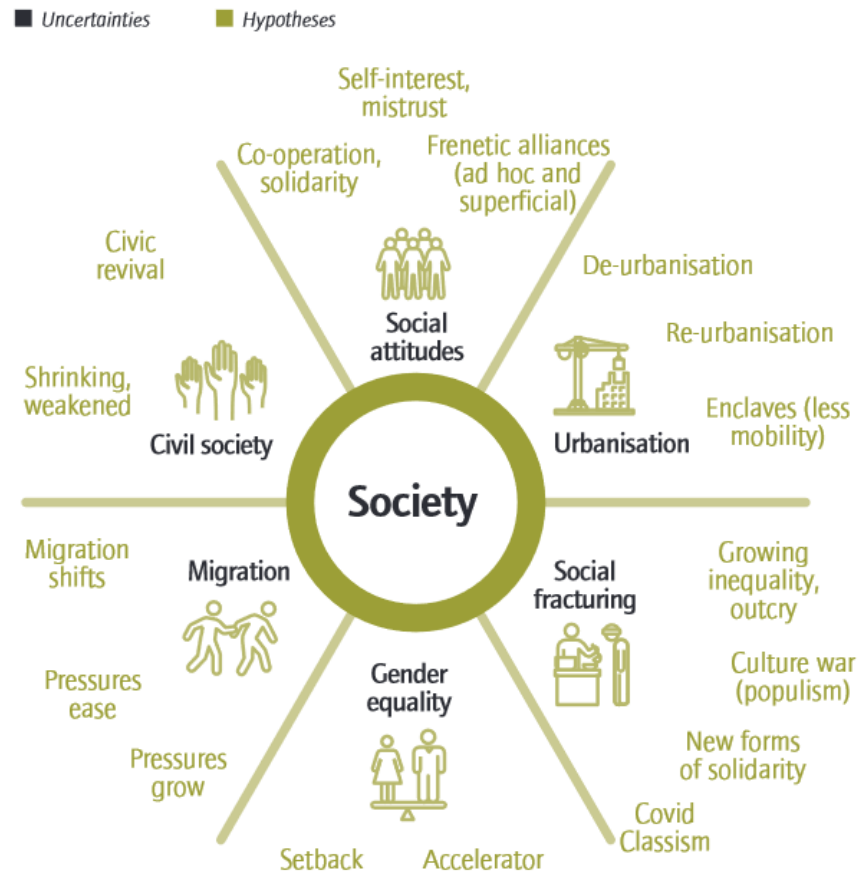 Uncertainties
Hypotheses
Self-interest,
mistrust
Co-operation,
solidarity
Frenetic alliances
(ad hoc and
superficial)
Social
attitudes
De-urbanisation
Re-urbanisation
Enclaves (less
mobility)
Urbanisation
Civic
revival
Shrinking,
weakened
Civil society
Society
Migration
shifts
Migration
Pressures
ease
Pressures
grow
Gender
equality
Setback
Accelerator
Social
fracturing
Growing
inequality,
outcry
Culture war
(populism)
New forms
of solidarity
Covid
Classism